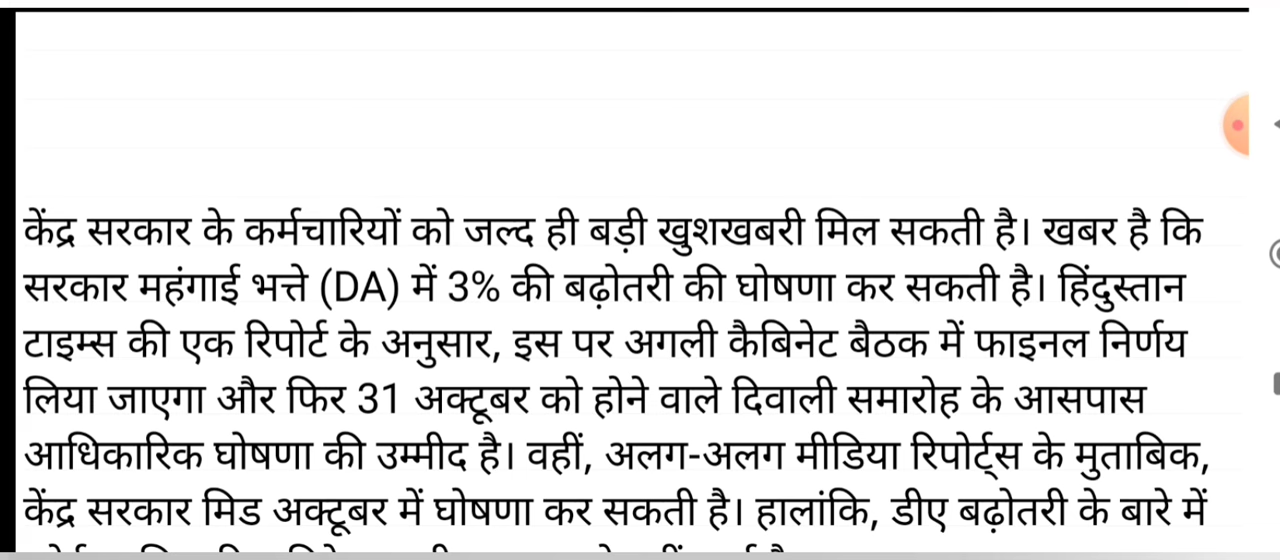 केंद्र सरकार के कर्मचारियों को जल्द ही बड़ी खुशखबरी मिल सकती है। खबर है कि
सरकार महंगाई भत्ते (DA) में 3% की बढ़ोतरी की घोषणा कर सकती है। हिंदुस्तान
टाइम्स की एक रिपोर्ट के अनुसार, इस पर अगली कैबिनेट बैठक में फाइनल निर्णय
लिया जाएगा और फिर 31 अक्टूबर को होने वाले दिवाली समारोह के आसपास
आधिकारिक घोषणा की उम्मीद है। वहीं, अलग-अलग मीडिया रिपोर्ट्स के मुताबिक,
केंद्र सरकार मिड अक्टूबर में घोषणा कर सकती है। हालांकि, डीए बढ़ोतरी के बारे में